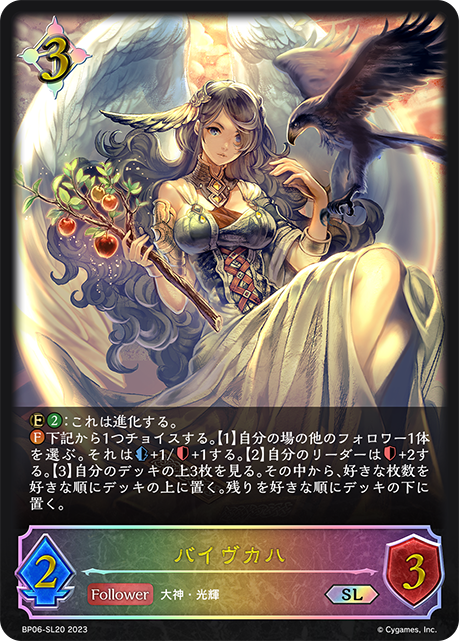 3
E 2:これは進化する。
F 下記から1つチョイスする。【1】自分の場の他のフォロワー1体
を選ぶ。それは+1/+1する。【2】自分のリーダーは+2す
る。【3】自分のデッキの上3枚を見る。その中から、好きな枚数を
好きな順にデッキの上に置く。残りを好きな順にデッキの下に
置く。
バイヴカハ
2
Follower 大神・光輝 SL
3
BP06-SL20 2023
© Cygames, Inc.